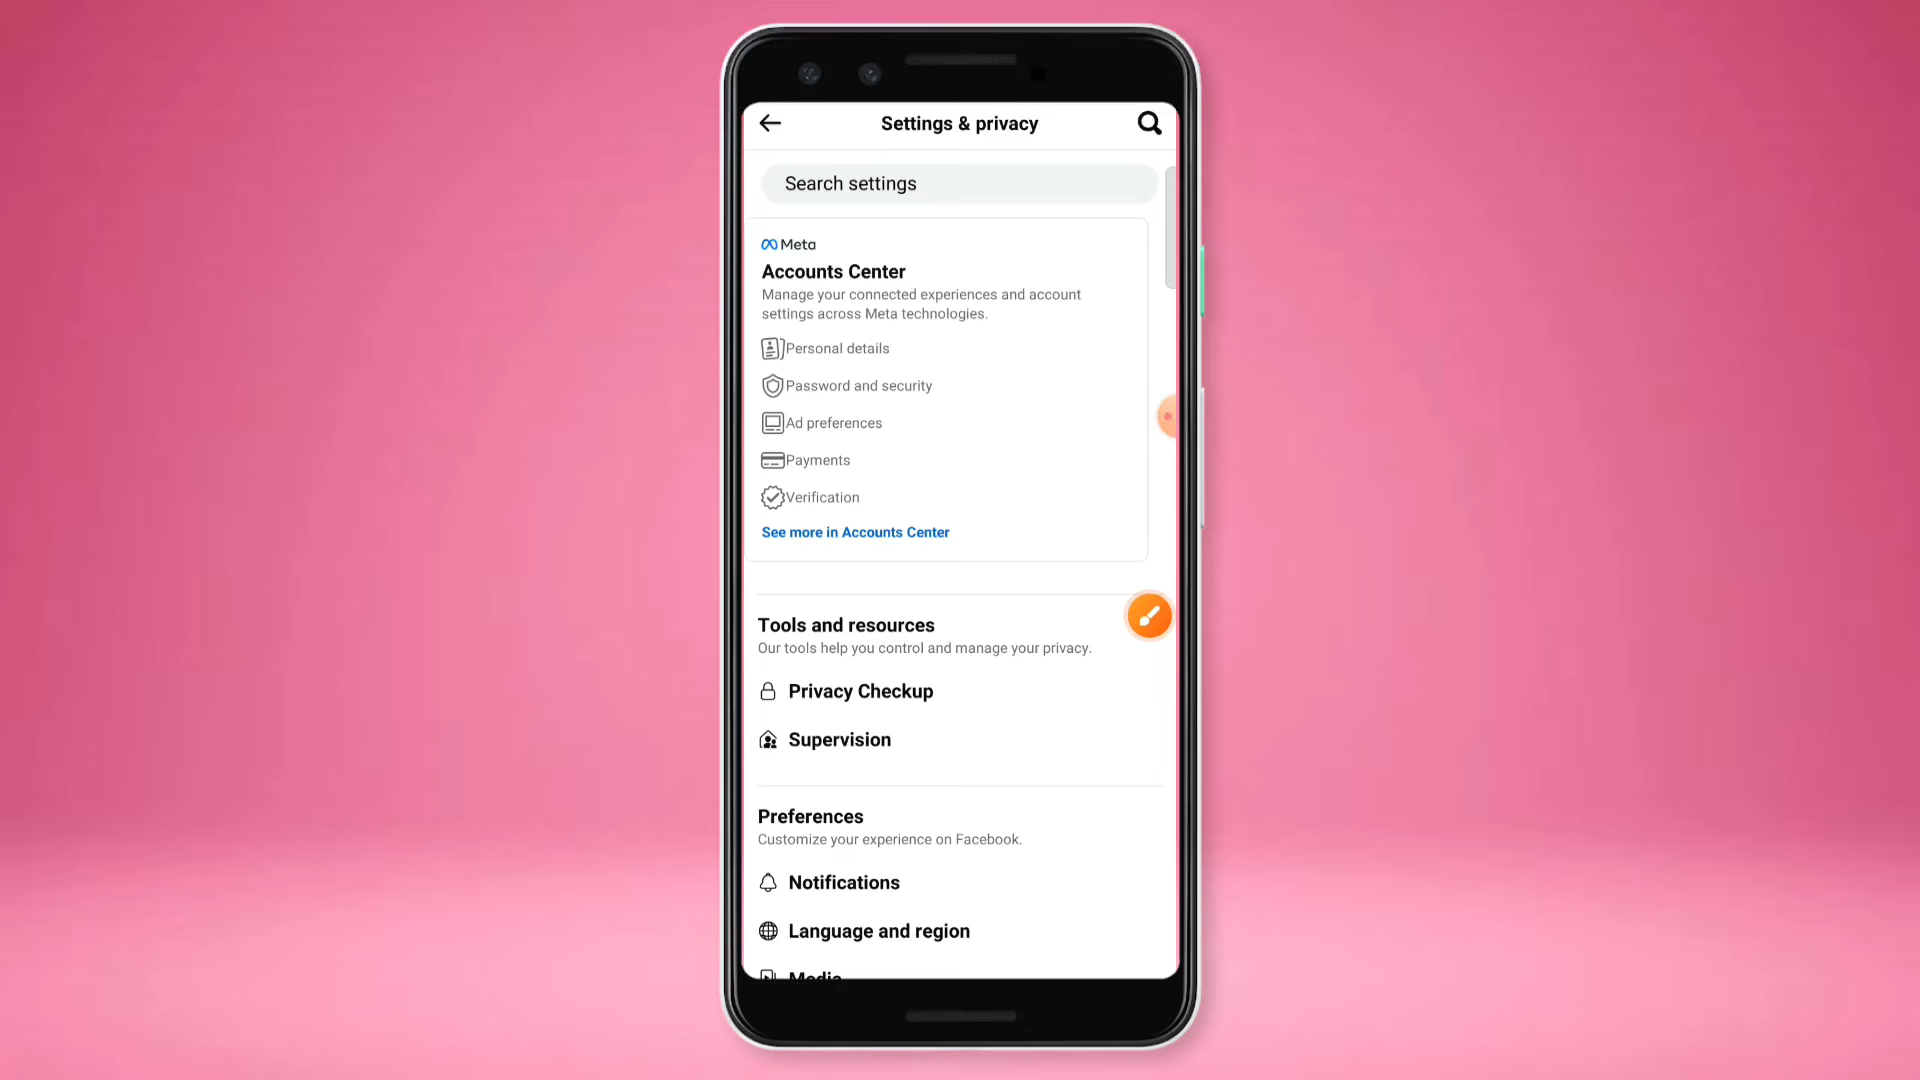 Settings & privacy
Search settings
Meta
Accounts Center
Manage your connected experiences and account
settings across Meta technologies.
Personal details
Password and security
Ad preferences
Payments
Verification
See more in Accounts Center
Tools and resources
Our tools help you control and manage your privacy.
Privacy Checkup
Supervision
Preferences
Customize your experience on Facebook.
Notifications
Language and region
Media